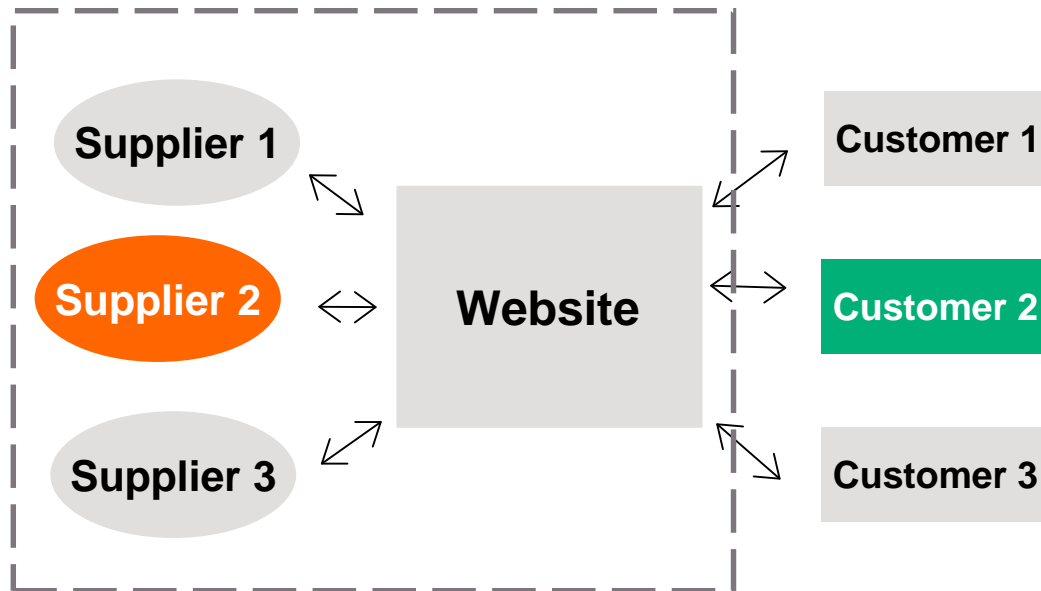 Supplier 1
Customer 1
Supplier 2
Website
Customer 2
Supplier 3
Customer 3